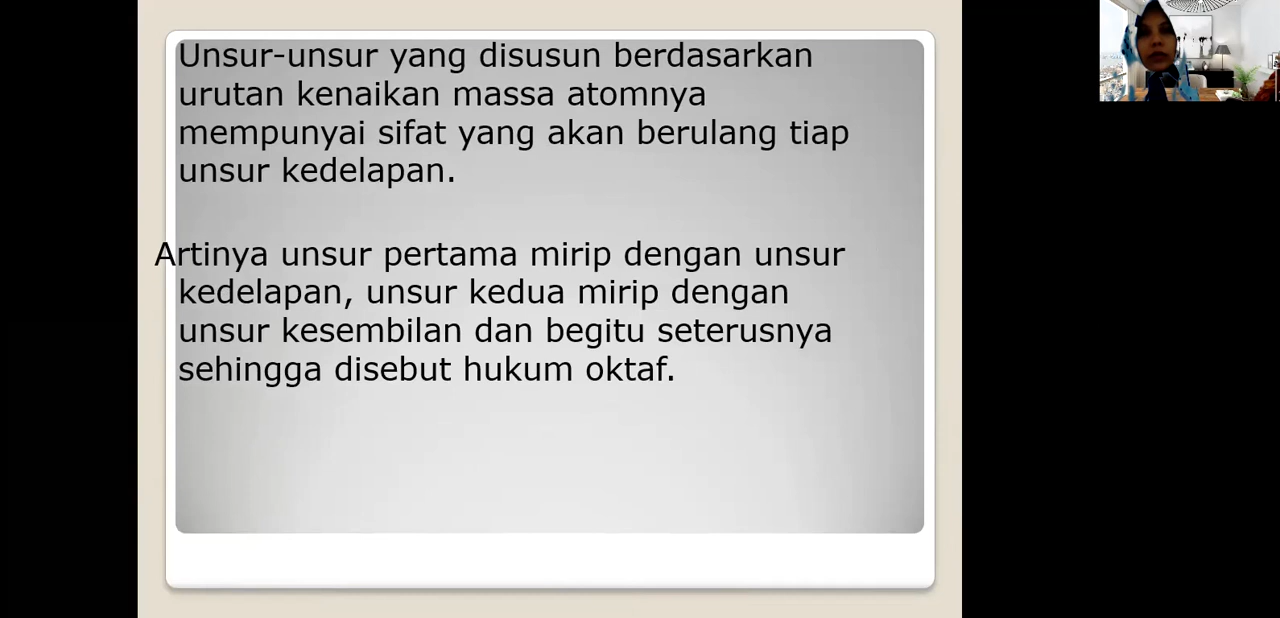 Unsur-unsur yang disusun berdasarkan
urutan kenaikan massa atomnya
mempunyai sifat yang akan berulang tiap
unsur kedelapan.
Artinya unsur pertama mirip dengan unsur
kedelapan, unsur kedua mirip dengan
unsur kesembilan dan begitu seterusnya
sehingga disebut hukum oktaf.